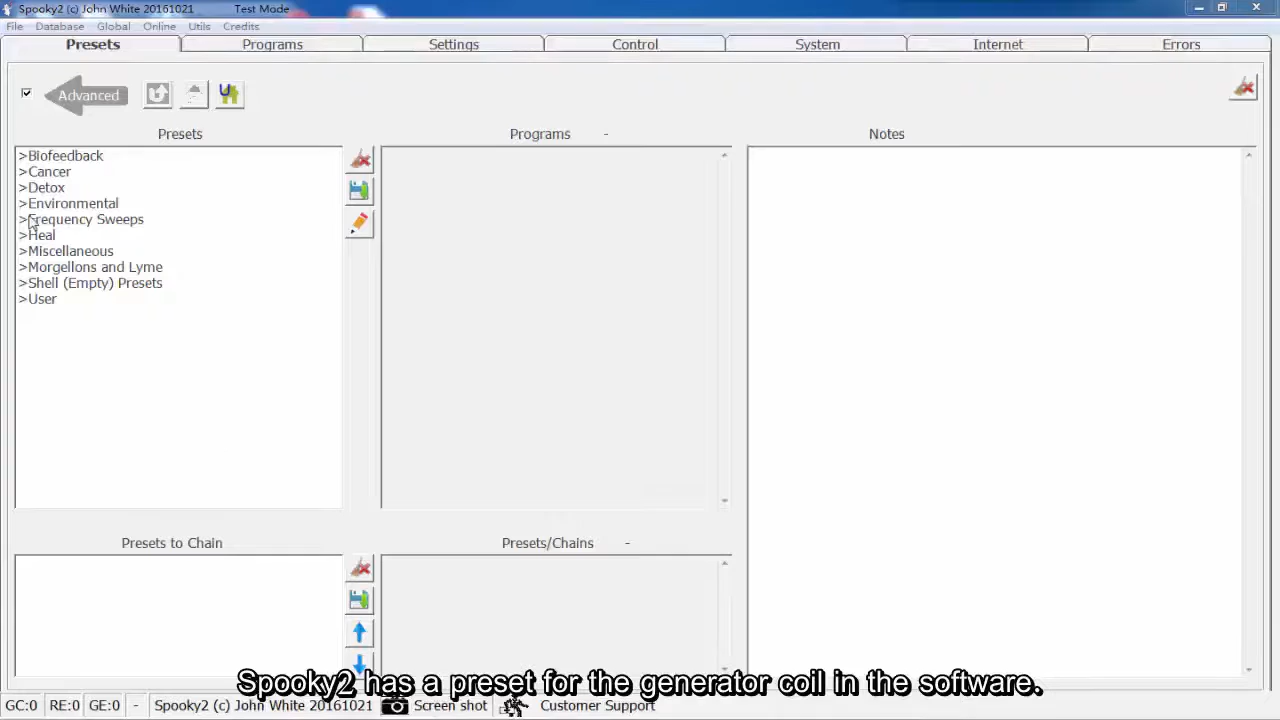 Spooky2 (c) John White 20161021 Test Mode
File Database Global Online Utils Credits
Presets Programs Settings Control System Internet Errors
Advanced
Presets Programs - Notes
>Biofeedback
>Cancer
>Detox
>Environmental
>Frequency Sweeps
>Heal
>Miscellaneous
>Morgellons and Lyme
>Shell (Empty) Presets
>User
Presets to Chain Presets/Chains -
Spooky2 has a preset for the generator coil in the software.
GC:0 RE:0 GE:0 - Spooky2 (c) John White 20161021 Screen shot Customer Support